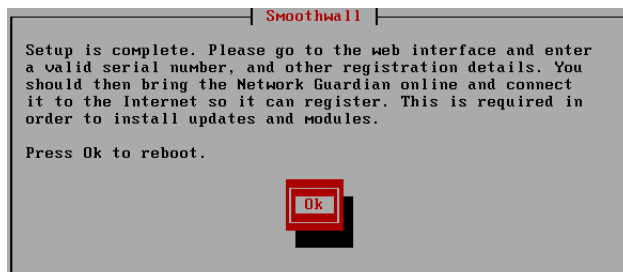 Smoothwall
Setup is complete. Please go to the web interface and enter
a valid serial number, and other registration details. You
should then bring the Network Guardian online and connect
it to the Internet so it can register. This is required in
order to install updates and modules.
Press Ok to reboot.
Ok